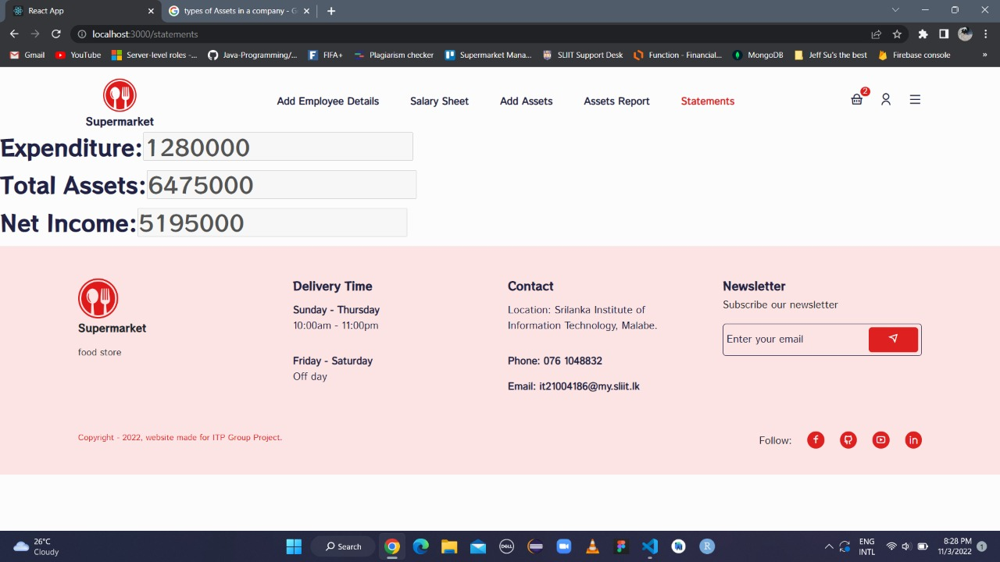 React App
types of Assets in a company - G
localhost:3000/statements
Gmail
YouTube
Server-level roles -...
Java-Programming/...
FIFA+
Plagiarism checker
Supermarket Mana...
SLIIT Support Desk
Function - Financial...
MongoDB
Jeff Su's the best
Firebase console
»
Supermarket
Add Employee Details
Salary Sheet
Add Assets
Assets Report
Statements
2
Expenditure: 1280000
Total Assets: 6475000
Net Income: 5195000
Supermarket
food store
Delivery Time
Sunday - Thursday
10:00am - 11:00pm
Friday - Saturday
Off day
Contact
Location: Srilanka Institute of
Information Technology, Malabe.
Phone: 076 1048832
Email: it21004186@my.sliit.lk
Newsletter
Subscribe our newsletter
Enter your email
Copyright - 2022, website made for ITP Group Project.
Follow:
26°C
Cloudy
Search
DELL
R
ENG
INTL
8:28 PM
11/3/2022
1